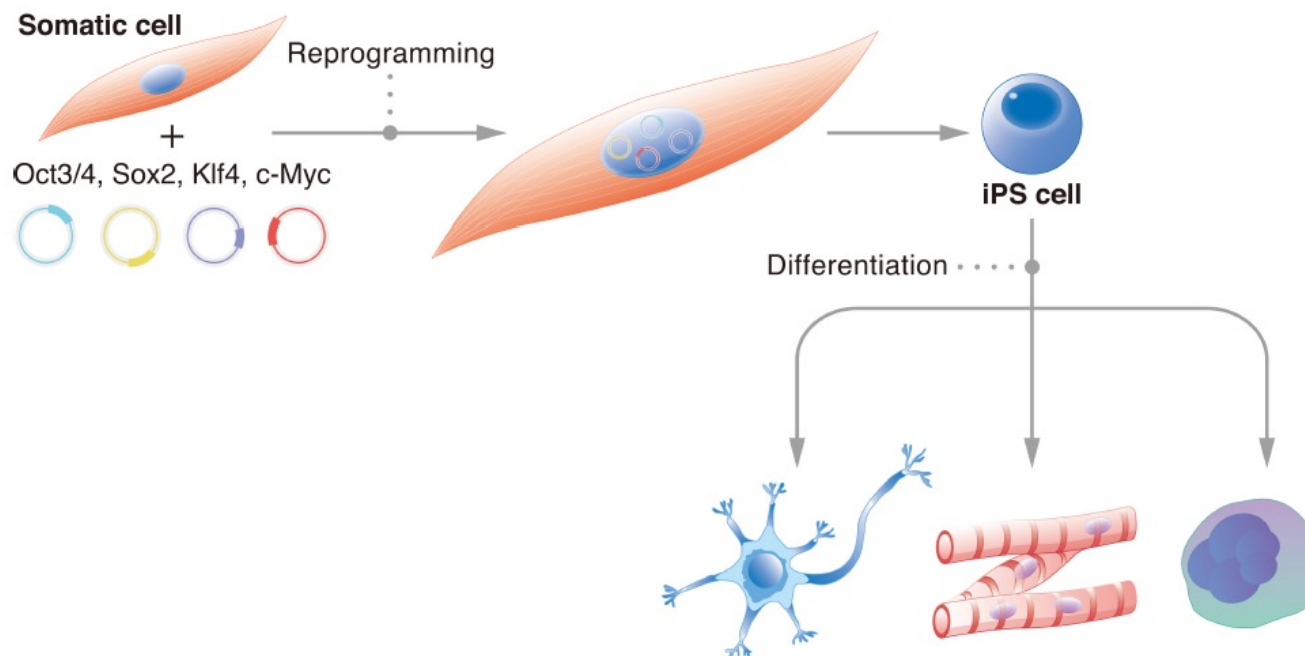 Somatic cell
Reprogramming
+
Oct3/4, Sox2, Klf4, c-Myc
iPS cell
Differentiation